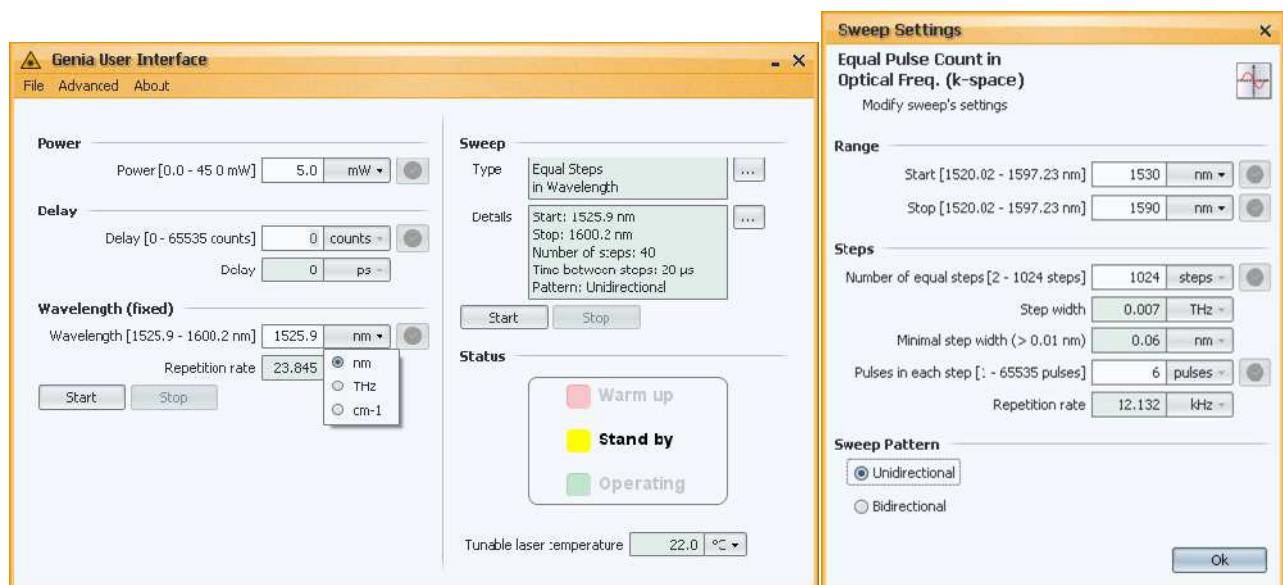 Genia User Interface
File Advanced About
Power
Power [0.0 - 45.0 mW] 5.0 mW
Delay
Delay [0 - 65535 counts] 0 counts
Delay 0 ps
Wavelength (fixed)
Wavelength [1525.9 - 1600.2 nm] 1525.9 nm
Repetition rate 23.845
nm
THz
cm-1
Start Stop
Sweep
Type Equal Steps
in Wavelength
...
Details Start: 1525.9 nm
Stop: 1600.2 nm
Number of steps: 40
Time between steps: 20 µs
Pattern: Unidirectional
...
Start Stop
Status
Warm up
Stand by
Operating
Tunable laser temperature 22.0 °C
Sweep Settings
Equal Pulse Count in
Optical Freq. (k-space)
Modify sweep's settings
Range
Start [1520.02 - 1597.23 nm] 1530 nm
Stop [1520.02 - 1597.23 nm] 1590 nm
Steps
Number of equal steps [2 - 1024 steps] 1024 steps
Step width 0.007 THz
Minimal step width (> 0.01 nm) 0.06 nm
Pulses in each step [1 - 65535 pulses] 6 pulses
Repetition rate 12.132 kHz
Sweep Pattern
Unidirectional
Bidirectional
Ok